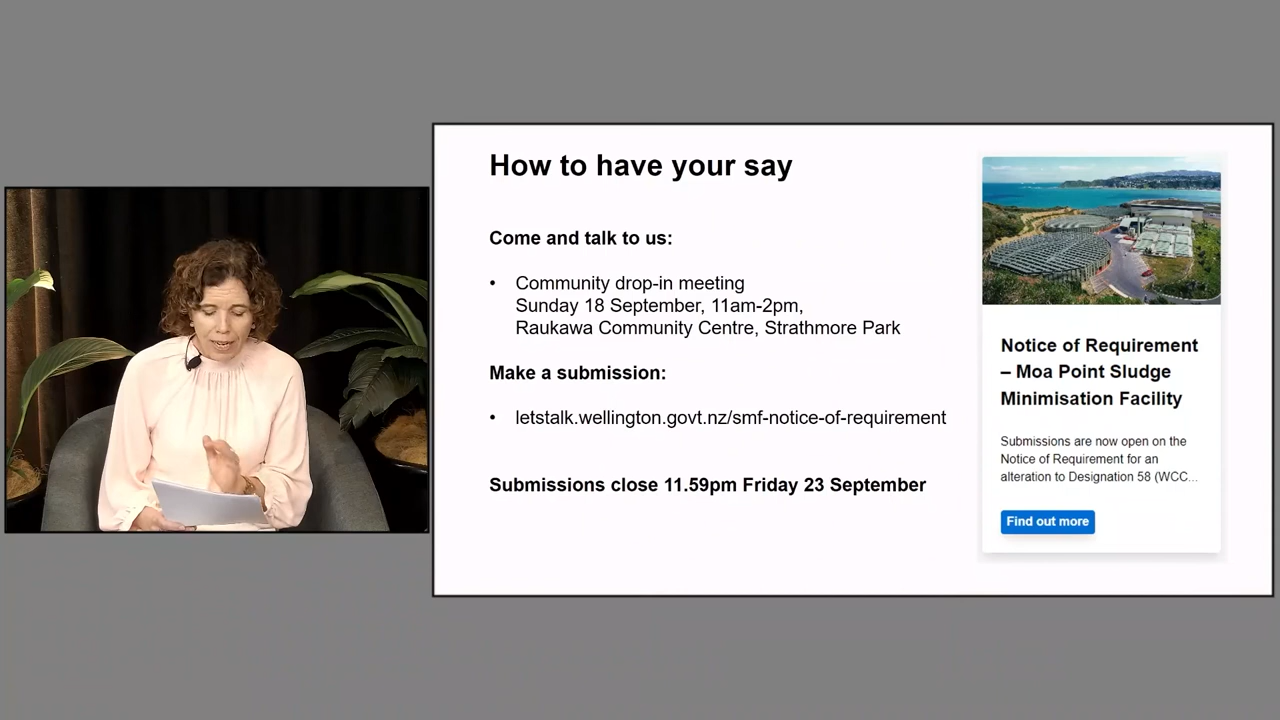 How to have your say
Come and talk to us:
• Community drop-in meeting
Sunday 18 September, 11am-2pm,
Raukawa Community Centre, Strathmore Park
Make a submission:
• letstalk.wellington.govt.nz/smf-notice-of-requirement
Submissions close 11.59pm Friday 23 September
Notice of Requirement
– Moa Point Sludge
Minimisation Facility
Submissions are now open on the
Notice of Requirement for an
alteration to Designation 58 (WCC...
Find out more